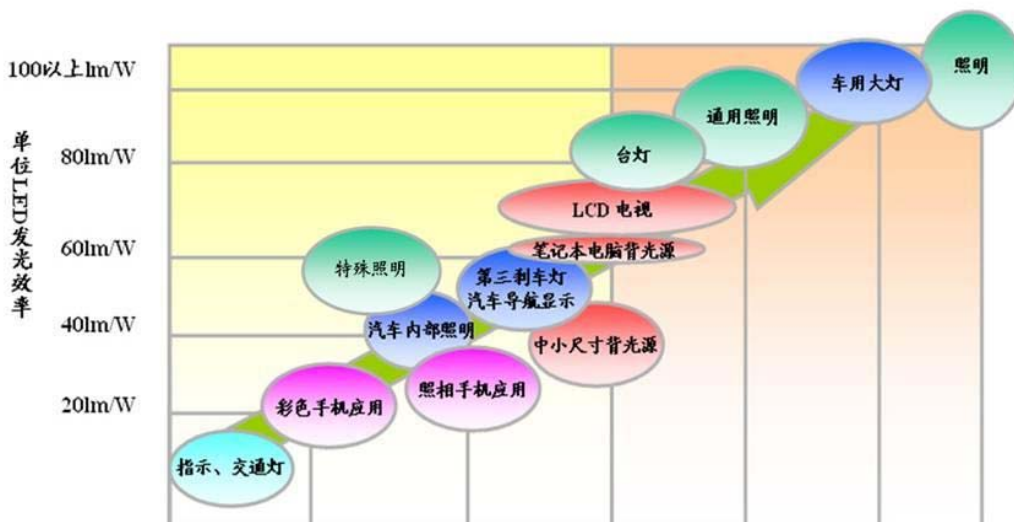 100以上lm/W
80lm/W
60lm/W
40lm/W
20lm/W
单位LED发光效率
照明
车用大灯
通用照明
台灯
LCD 电视
笔记本电脑背光源
特殊照明
第三刹车灯
汽车导航显示
汽车内部照明
中小尺寸背光源
照相手机应用
彩色手机应用
指示、交通灯